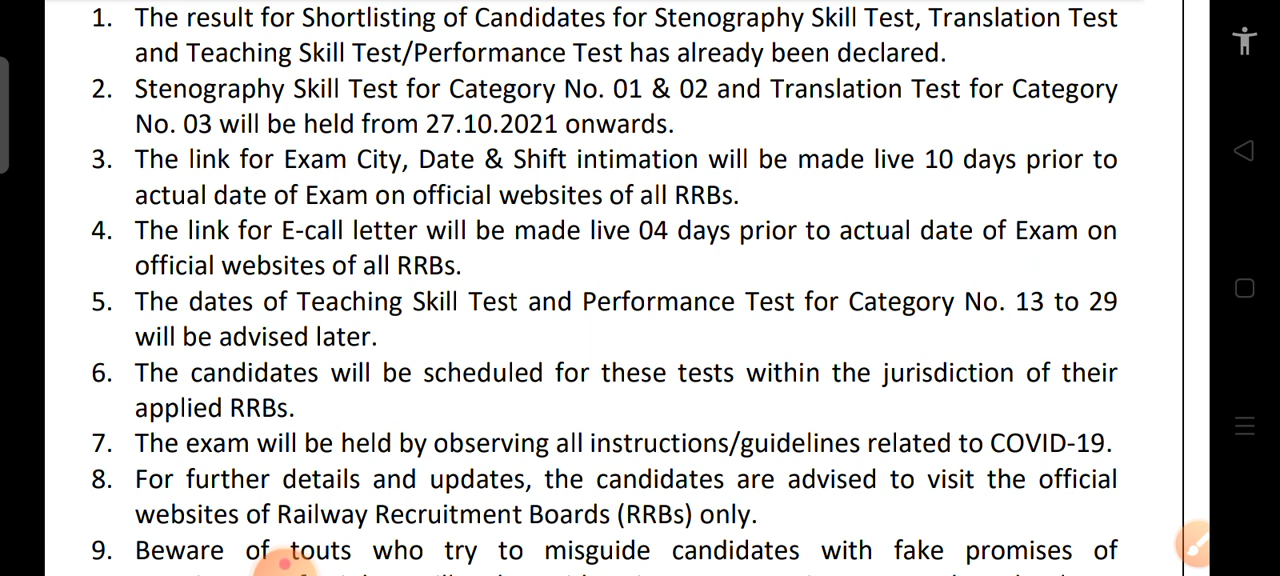 1. The result for Shortlisting of Candidates for Stenography Skill Test, Translation Test
and Teaching Skill Test/Performance Test has already been declared.
2. Stenography Skill Test for Category No. 01 & 02 and Translation Test for Category
No. 03 will be held from 27.10.2021 onwards.
3. The link for Exam City, Date & Shift intimation will be made live 10 days prior to
actual date of Exam on official websites of all RRBs.
4. The link for E-call letter will be made live 04 days prior to actual date of Exam on
official websites of all RRBs.
5. The dates of Teaching Skill Test and Performance Test for Category No. 13 to 29
will be advised later.
6. The candidates will be scheduled for these tests within the jurisdiction of their
applied RRBs.
7. The exam will be held by observing all instructions/guidelines related to COVID-19.
8. For further details and updates, the candidates are advised to visit the official
websites of Railway Recruitment Boards (RRBs) only.
9. Beware of touts who try to misguide candidates with fake promises of